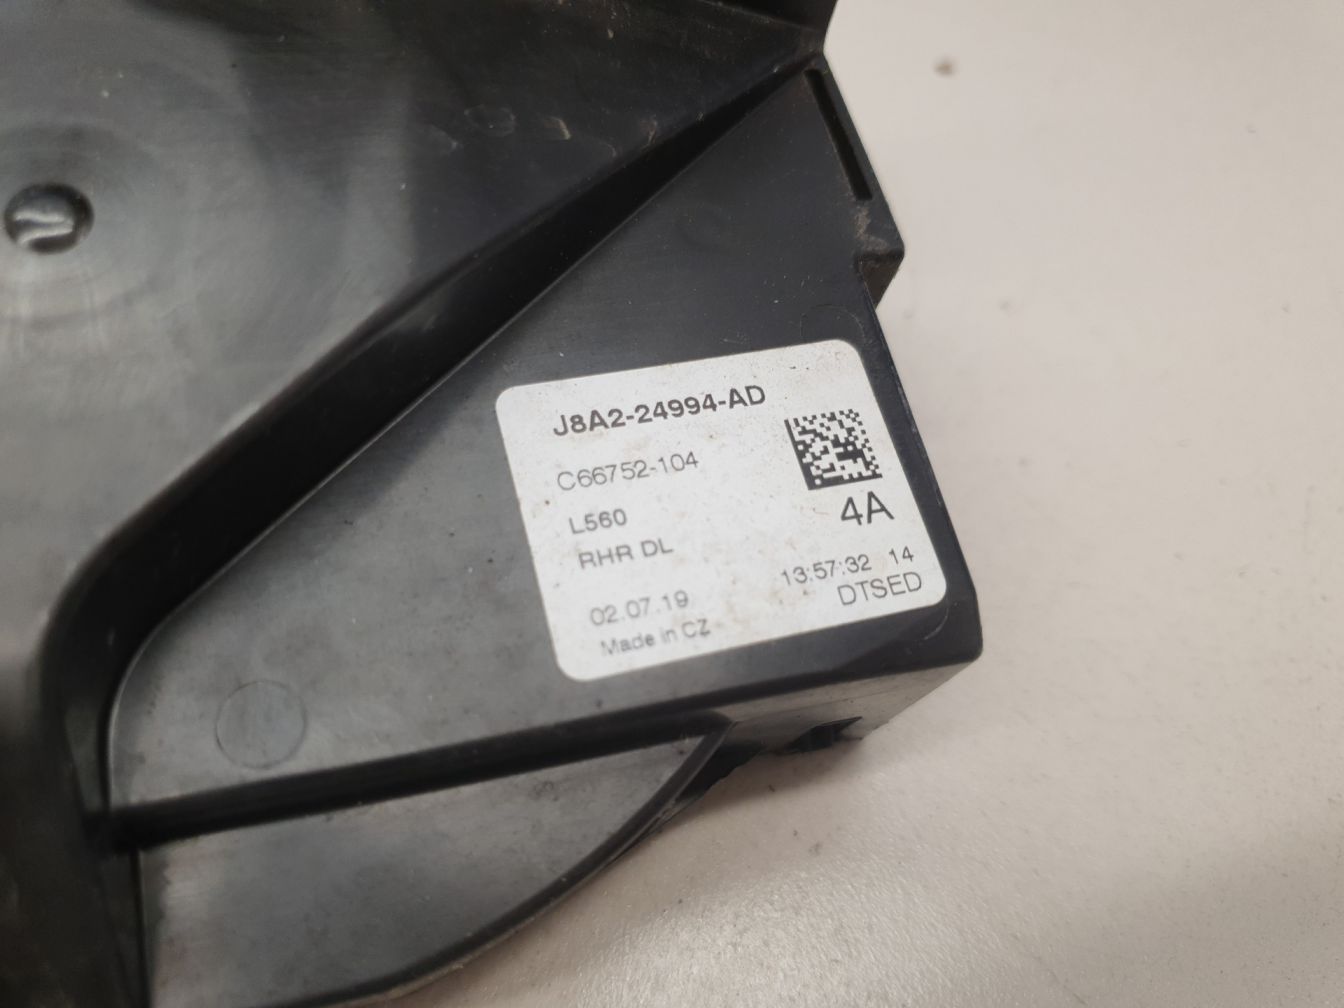 J8A2-24994-AD
C66752-104
L560
4A
RHR DL
02.07.19
13:57:32 14
Made in CZ
DTSED